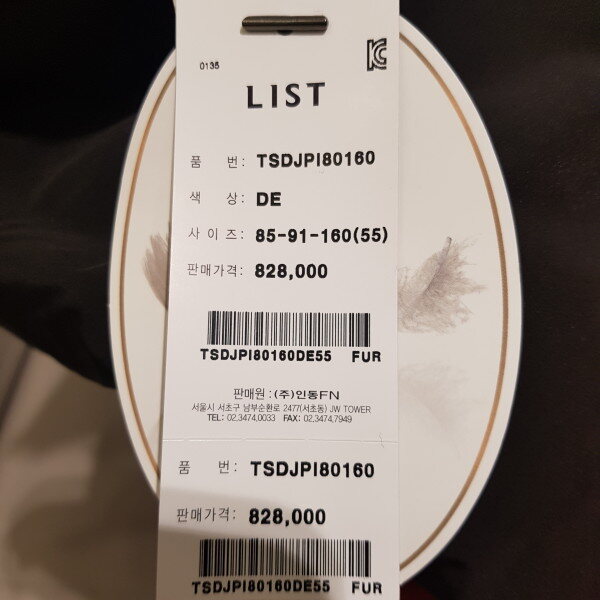 0135
LIST
품 번: TSDJPI80160
색 상: DE
사 이 즈: 85-91-160(55)
판매가격: 828,000
TSDJPI80160DE55 FUR
판매원 : (주)인동FN
서울시 서초구 남부순환로 2477(서초동) JW TOWER
TEL: 02.3474.0033 FAX: 02.3474.7949
품 번: TSDJPI80160
판매가격: 828,000
TSDJPI80160DE55 FUR